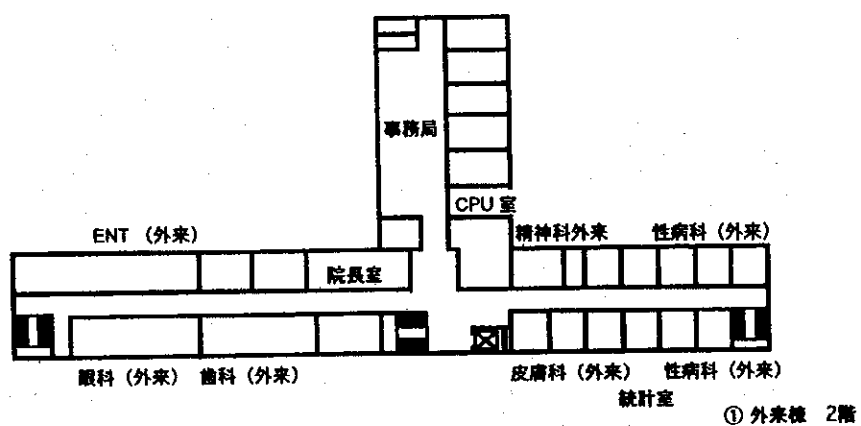 事務局
CPU 室
ENT （外来）
精神科外来
性病科（外来）
院長室
眼科（外来）
歯科（外来）
皮膚科（外来）
性病科（外来）
統計室
① 外来棟 2階